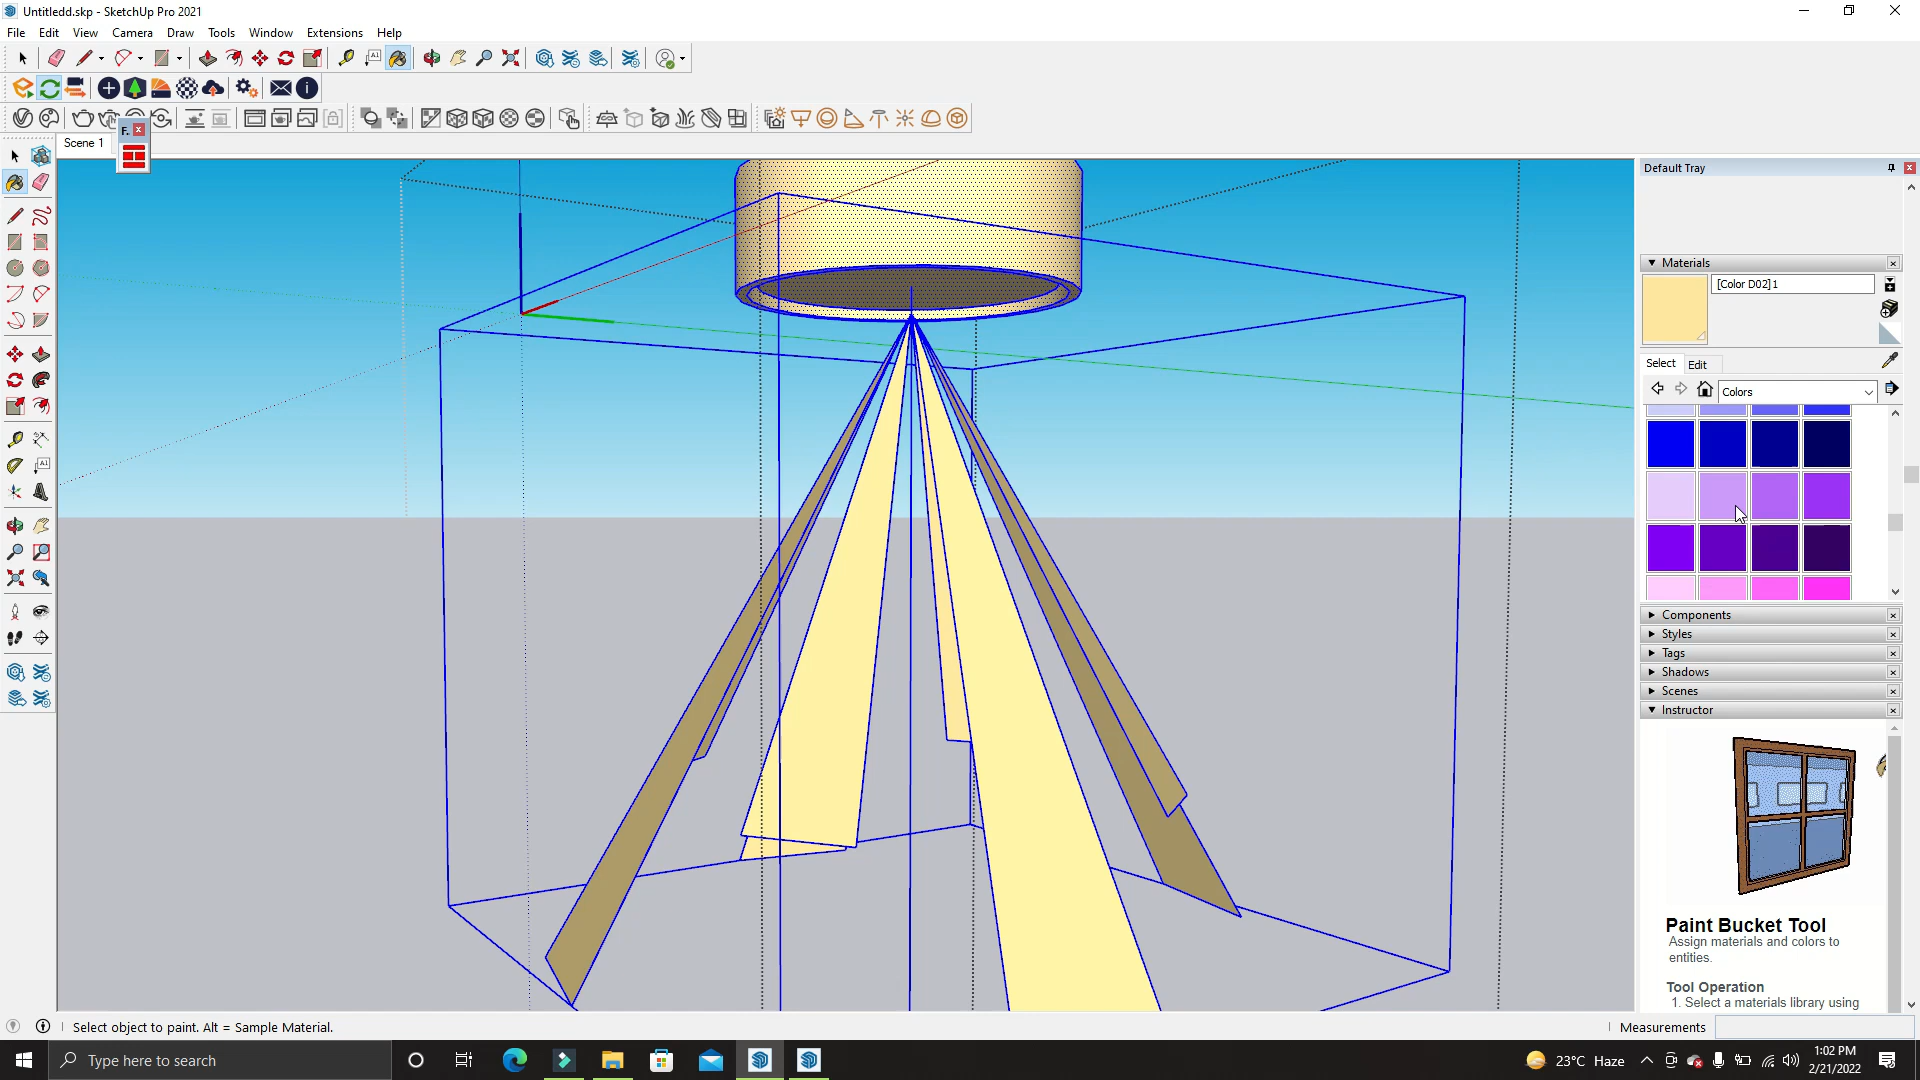 Untitledd.skp - SketchUp Pro 2021
File Edit View Camera Draw Tools Window Extensions Help
A1
F.
Scene 1
Default Tray
Materials
[Color D02]1
Select Edit
Colors
A1
Components
Styles
Tags
Shadows
Scenes
Instructor
Paint Bucket Tool
Assign materials and colors to
entities.
Tool Operation
1. Select a materials library using
Select object to paint. Alt = Sample Material.
Measurements
Type here to search
23°C Haze
1:02 PM
2/21/2022